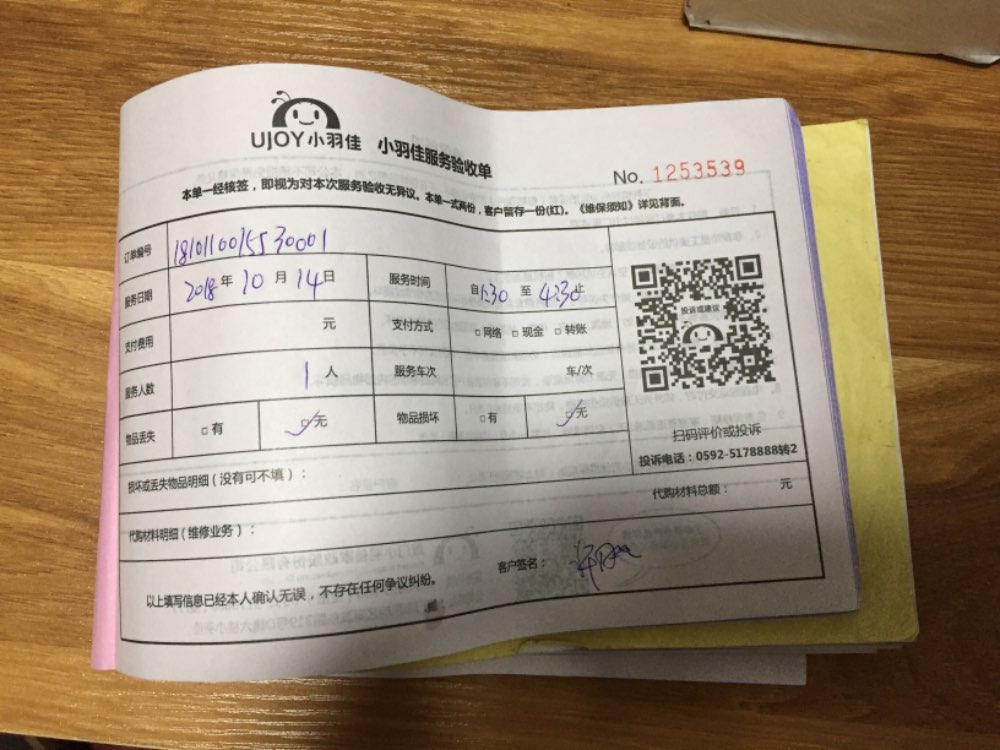 UJOY小羽佳 小羽佳服务验收单
No. 1253539
本单一经核签，即视为对本次服务验收无异议。本单一式两份，客户留存一份(红)。《维保须知》详见背面。
订单编号 1810110015530001
服务日期 2018年10月14日 服务时间 自1:30至4:30止
投诉或建议
支付费用 元 支付方式 □网络 □现金 □转账
服务人数 1人 服务车次 车/次
物品丢失 □有 ☑无 物品损坏 □有 ☑无
扫码评价或投诉
投诉电话：0592-5178888转2
损坏或丢失物品明细（没有可不填）：
代购材料明细（维修业务）： 代购材料总额： 元
客户签名：
以上填写信息已经本人确认无误，不存在任何争议纠纷。